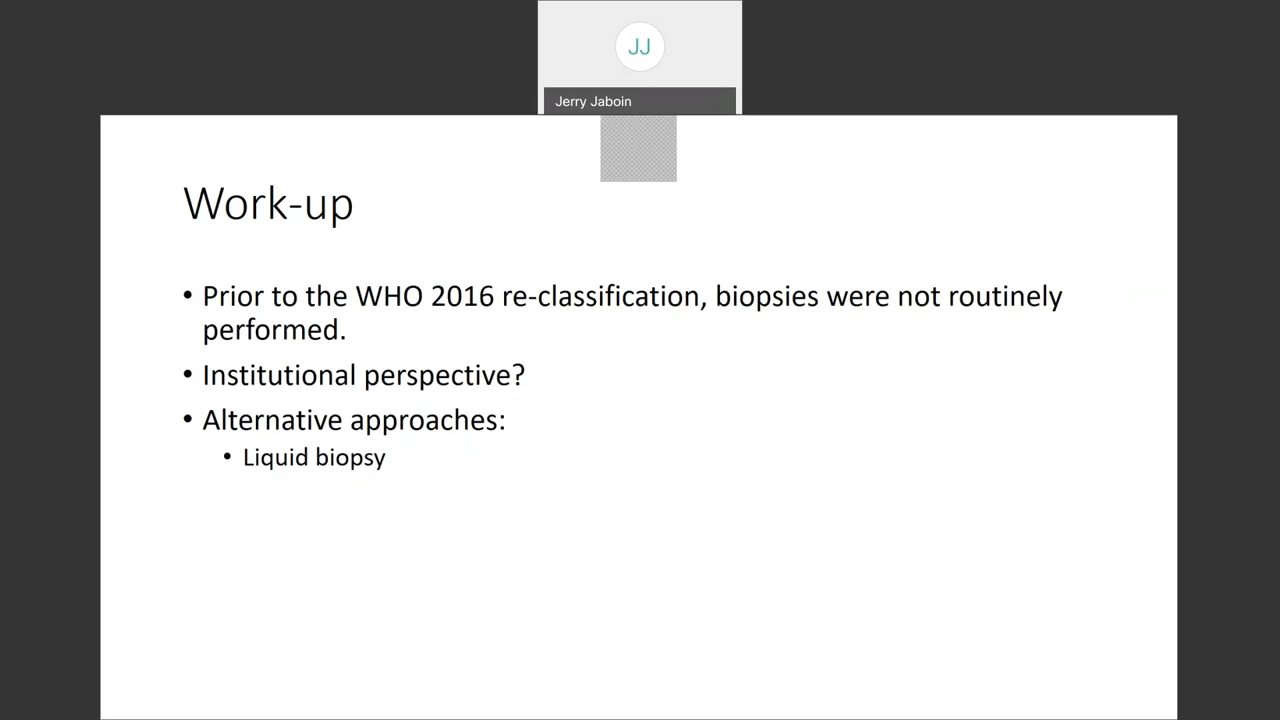 JJ
Jerry Jaboin
Work-up
• Prior to the WHO 2016 re-classification, biopsies were not routinely
performed.
• Institutional perspective?
• Alternative approaches:
• Liquid biopsy